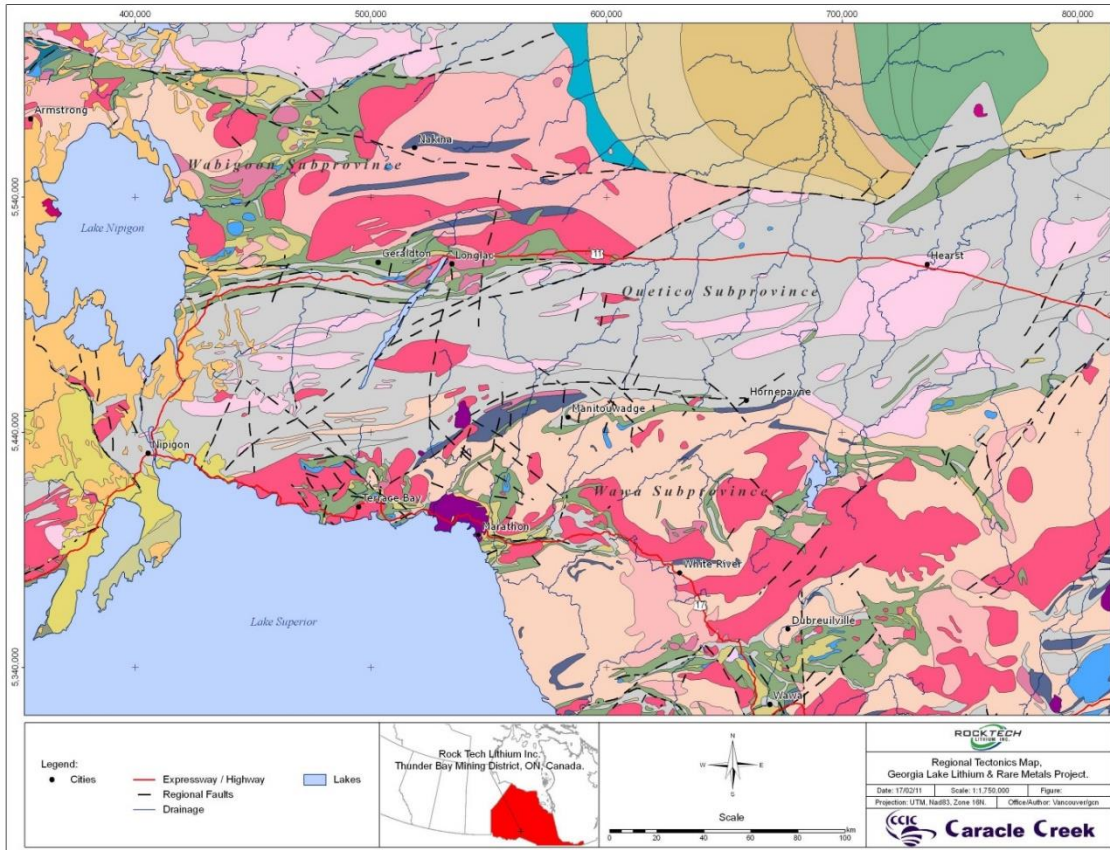 400,000
500,000
600,000
700,000
800,000
Armstrong
Nakina
Wabigoon Subprovince
5,540,000
Lake Nipigon
Geraldton
Longlac
11
Hearst
Quetico Subprovince
Hornepayne
Manitouwadge
5,440,000
Nipigon
Wawa Subprovince
Terrace Bay
Marathon
White River
17
Lake Superior
Dubreuilville
5,340,000
Wawa
Legend:
Cities
Expressway / Highway
Regional Faults
Drainage
Lakes
Rock Tech Lithium Inc.
Thunder Bay Mining District, ON, Canada.
N
W
E
S
Scale
0 20 40 60 80 100
km
ROCKTECH
LITHIUM INC.
Regional Tectonics Map,
Georgia Lake Lithium & Rare Metals Project.
Date: 17/02/11
Scale: 1:1,750,000
Figure:
Projection: UTM, Nad83, Zone 16N.
Office/Author: Vancouver/gcn
CCIC
Caracle Creek